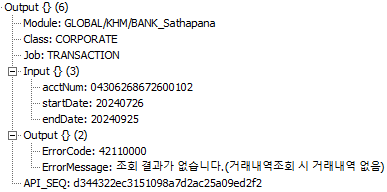 Output {} (6)
Module: GLOBAL/KHM/BANK_Sathapana
Class: CORPORATE
Job: TRANSACTION
Input {} (3)
acctNum: 04306268672600102
startDate: 20240726
endDate: 20240925
Output {} (2)
ErrorCode: 42110000
ErrorMessage: 조회 결과가 없습니다.(거래내역조회 시 거래내역 없음)
API_SEQ: d344322ec3151098a7d2ac25a09ed2f2